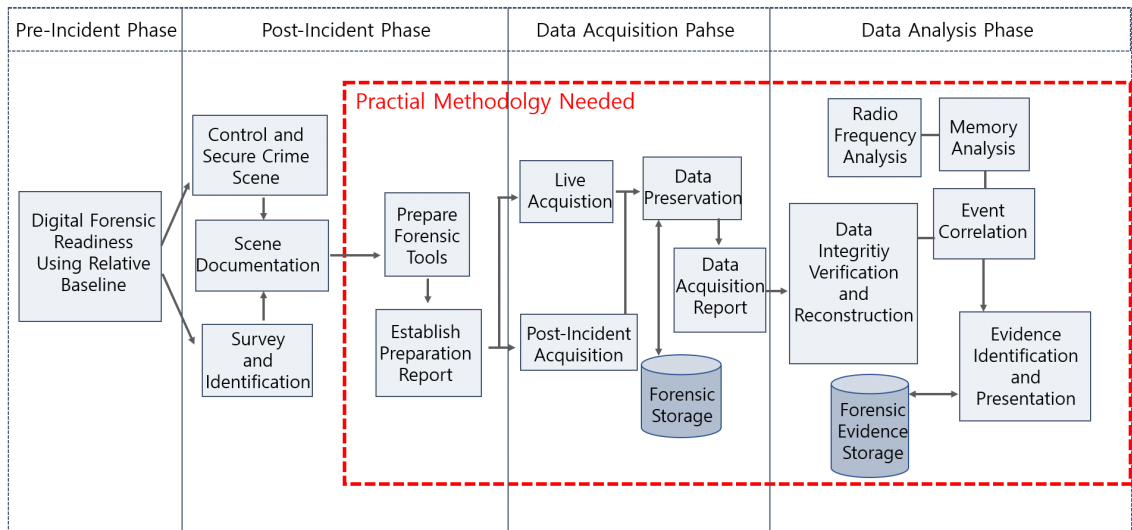 Pre-Incident Phase
Post-Incident Phase
Data Acquisition Pahse
Data Analysis Phase
Practial Methodolgy Needed
Digital Forensic
Readiness
Using Relative
Baseline
Control and
Secure Crime
Scene
Scene
Documentation
Survey
and
Identification
Prepare
Forensic
Tools
Establish
Preparation
Report
Live
Acquistion
Post-Incident
Acquisition
Data
Preservation
Data
Acquisition
Report
Forensic
Storage
Radio
Frequency
Analysis
Memory
Analysis
Event
Correlation
Data
Integritiy
Verification
and
Reconstruction
Evidence
Identification
and
Presentation
Forensic
Evidence
Storage